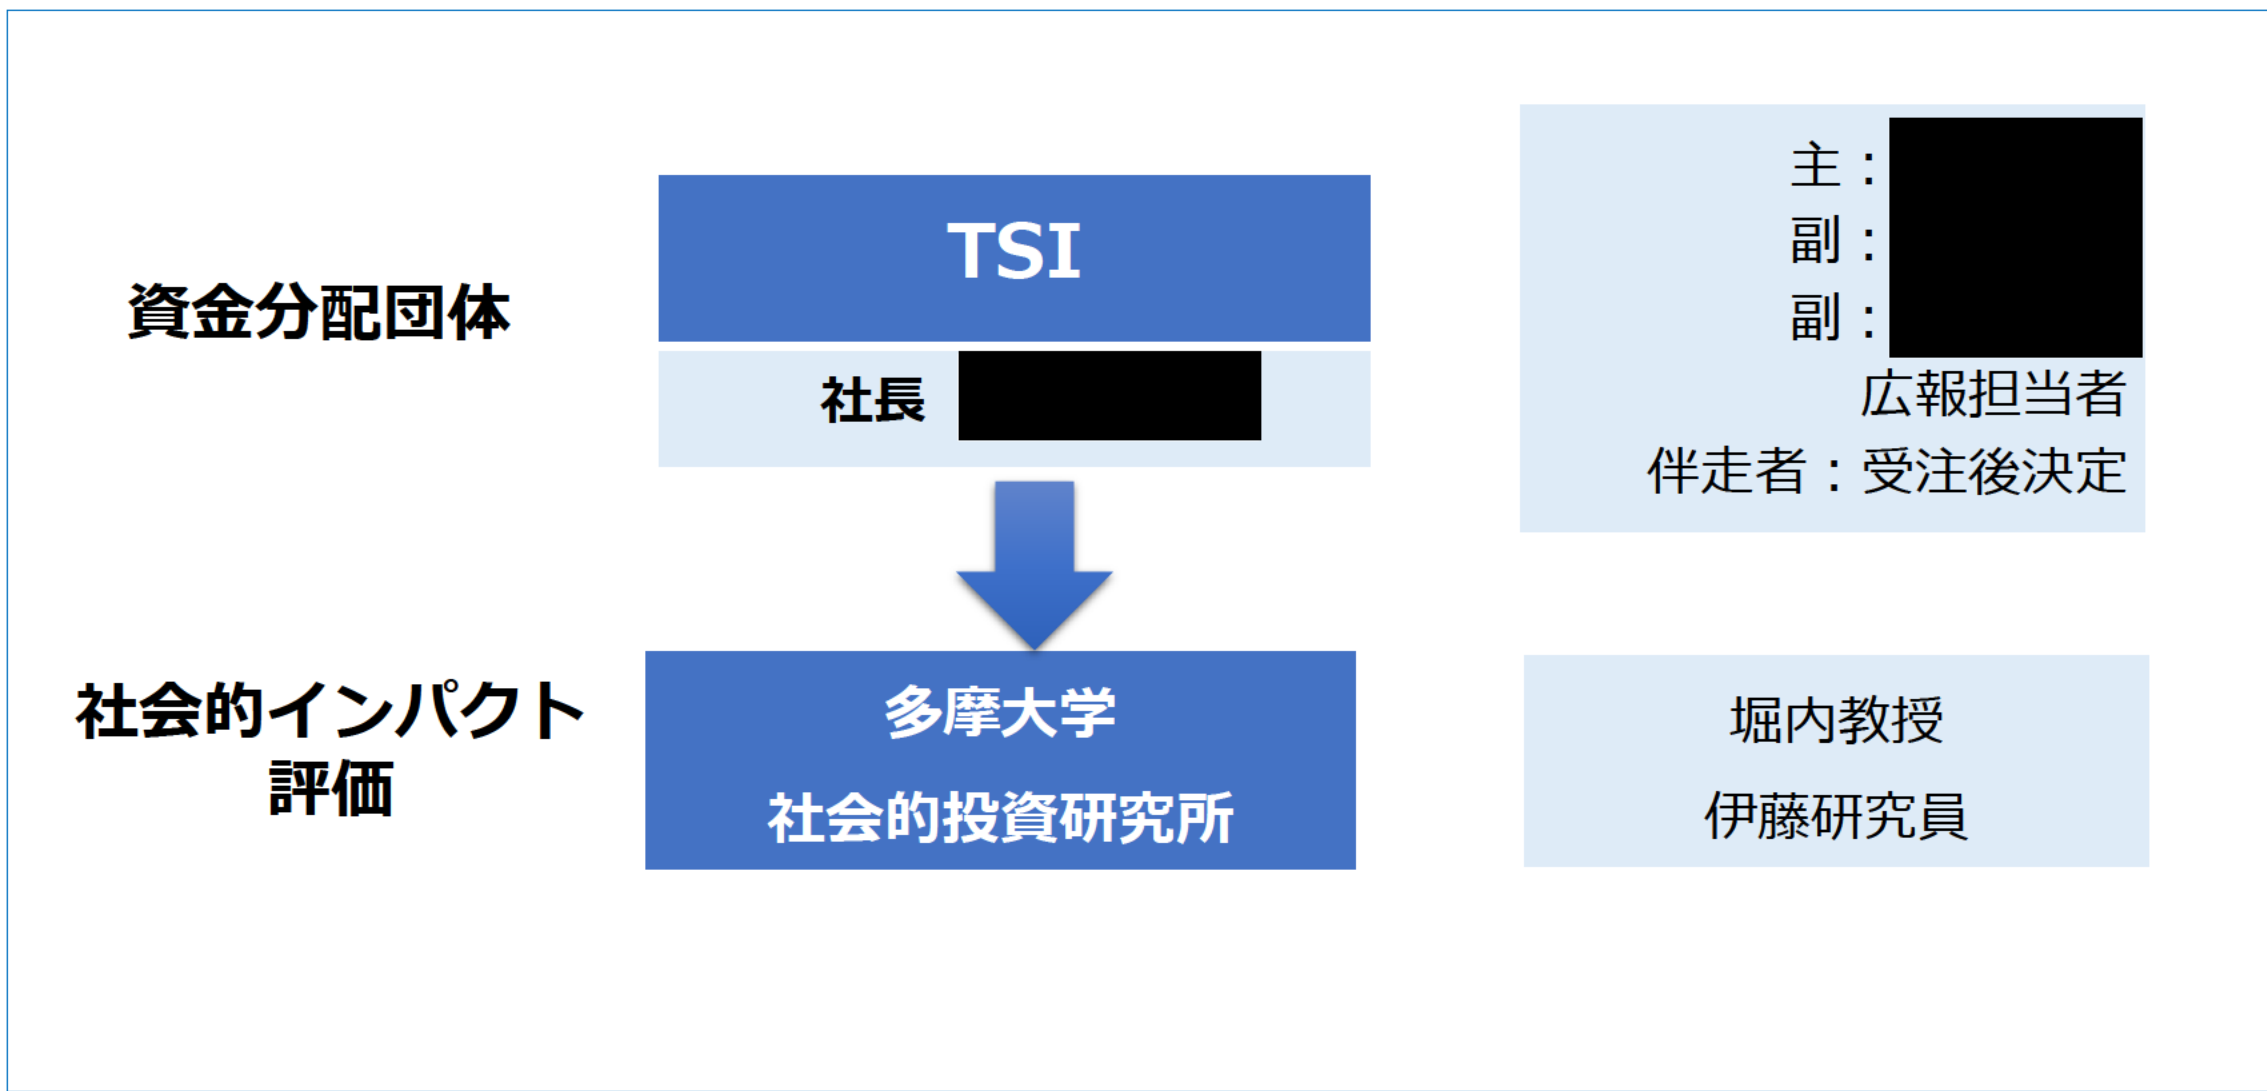 資金分配団体
TSI
社長
主：
副：
副：
広報担当者
伴走者：受注後決定
社会的インパクト
評価
多摩大学
社会的投資研究所
堀内教授
伊藤研究員